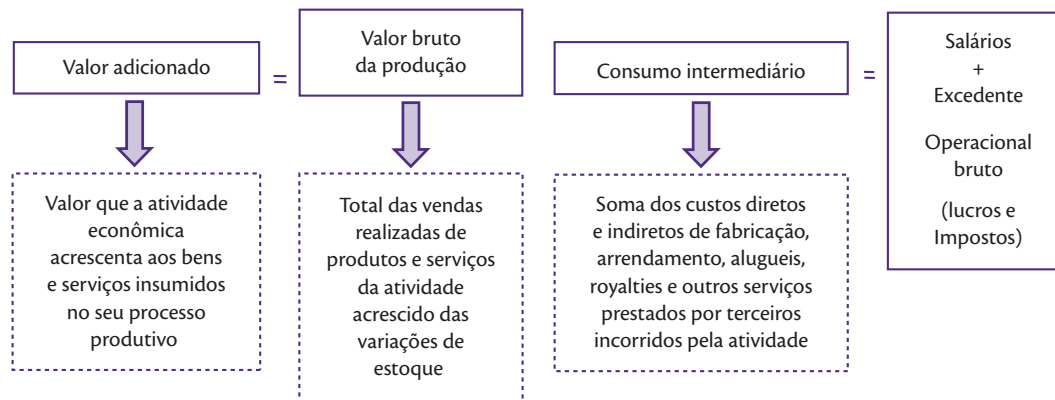 Valor adicionado
=
Valor bruto
da produção
Consumo intermediário
=
Salários
+
Excedente
Operacional
bruto
(lucros e
Impostos)
Valor que a atividade
econômica
acrescenta aos bens
e serviços insumidos
no seu processo
produtivo
Total das vendas
realizadas de
produtos e serviços
da atividade
acrescido das
variações de
estoque
Soma dos custos diretos
e indiretos de fabricação,
arrendamento, alugueis,
royalties e outros serviços
prestados por terceiros
incorridos pela atividade